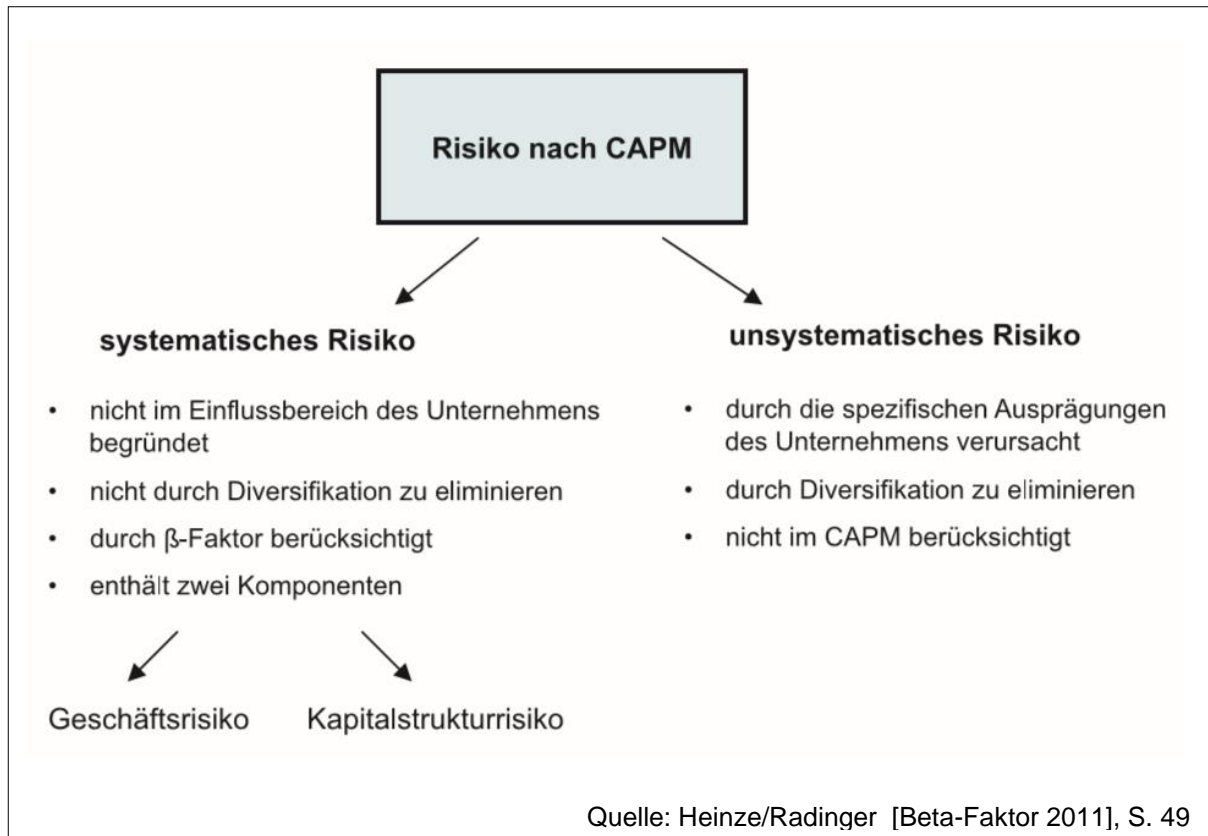 Risiko nach CAPM
systematisches Risiko
• nicht im Einflussbereich des Unternehmens
begründet
• nicht durch Diversifikation zu eliminieren
• durch β-Faktor berücksichtigt
• enthält zwei Komponenten
Geschäftsrisiko
Kapitalstrukturrisiko
unsystematisches Risiko
• durch die spezifischen Ausprägungen
des Unternehmens verursacht
• durch Diversifikation zu eliminieren
• nicht im CAPM berücksichtigt
Quelle: Heinze/Radinger [Beta-Faktor 2011], S. 49